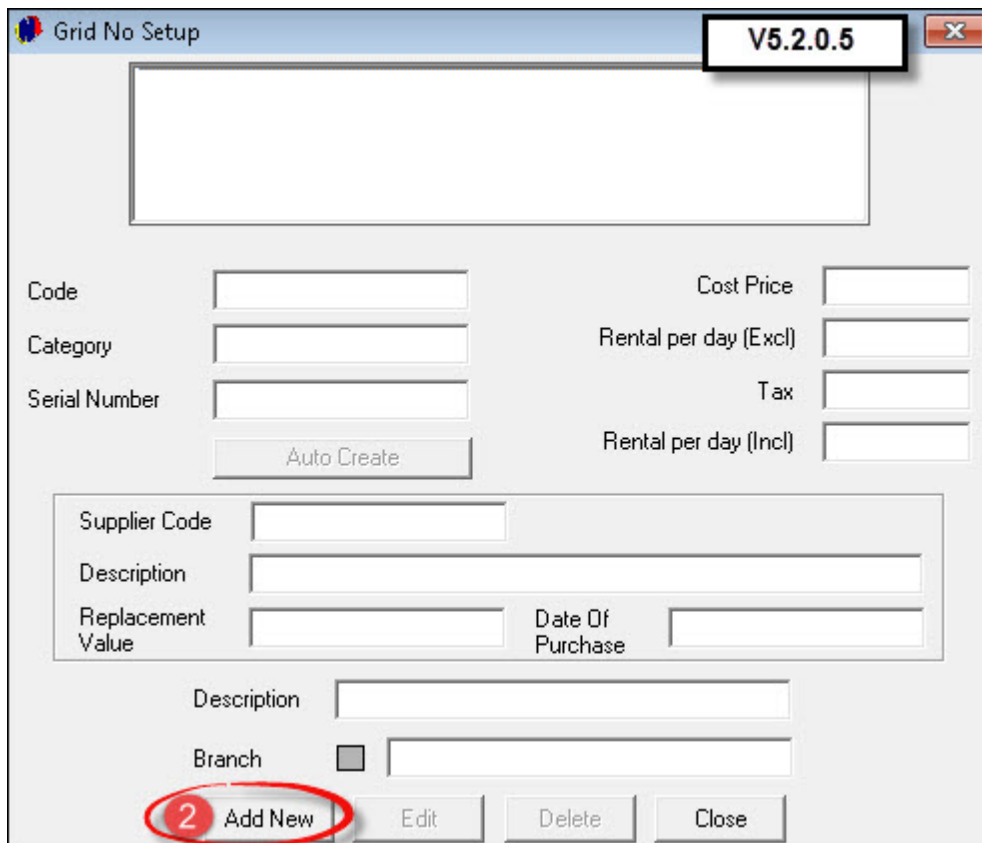 Grid No Setup
V5.2.0.5
Code
Cost Price
Category
Rental per day (Excl)
Serial Number
Tax
Auto Create
Rental per day (Incl)
Supplier Code
Description
Replacement
Value
Date Of
Purchase
Description
Branch
2 Add New
Edit
Delete
Close